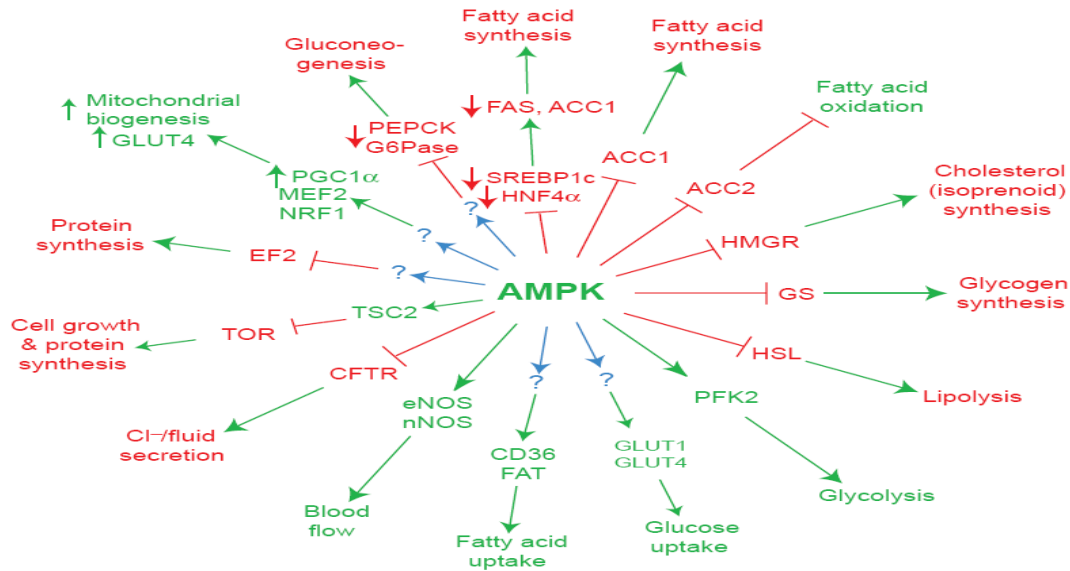 Fatty acid
synthesis
Fatty acid
synthesis
Gluconeo-
genesis
Fatty acid
oxidation
Mitochondrial
biogenesis
GLUT4
FAS, ACC1
PEPCK
G6Pase
ACC1
SREBP1c
HNF4α
ACC2
Cholesterol
(isoprenoid)
synthesis
PGC1α
MEF2
NRF1
?
?
?
Protein
synthesis
EF2
HMGR
AMPK
GS
Glycogen
synthesis
TSC2
TOR
Cell growth
& protein
synthesis
CFTR
HSL
Lipolysis
?
?
PFK2
eNOS
nNOS
Cl–/fluid
secretion
CD36
FAT
GLUT1
GLUT4
Glycolysis
Blood
flow
Fatty acid
uptake
Glucose
uptake